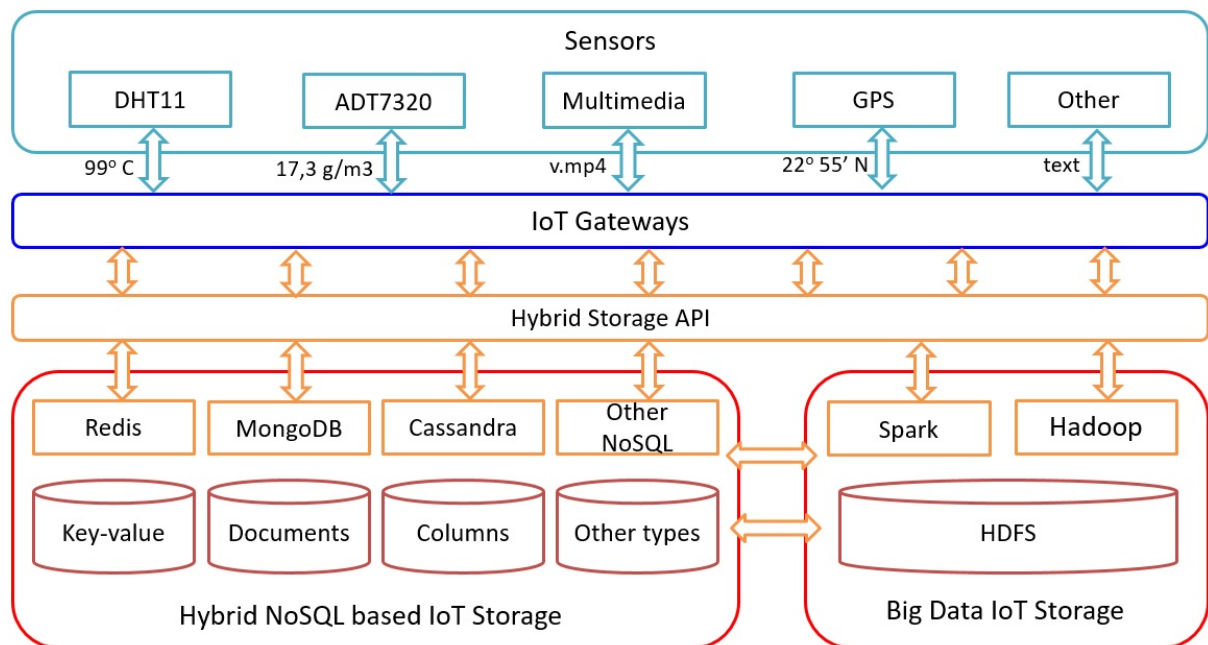 Sensors
DHT11
ADT7320
Multimedia
GPS
Other
99° C
17,3 g/m3
v.mp4
22° 55’ N
text
IoT Gateways
Hybrid Storage API
Redis
MongoDB
Cassandra
Other
NoSQL
Spark
Hadoop
Key-value
Documents
Columns
Other types
HDFS
Hybrid NoSQL based IoT Storage
Big Data IoT Storage